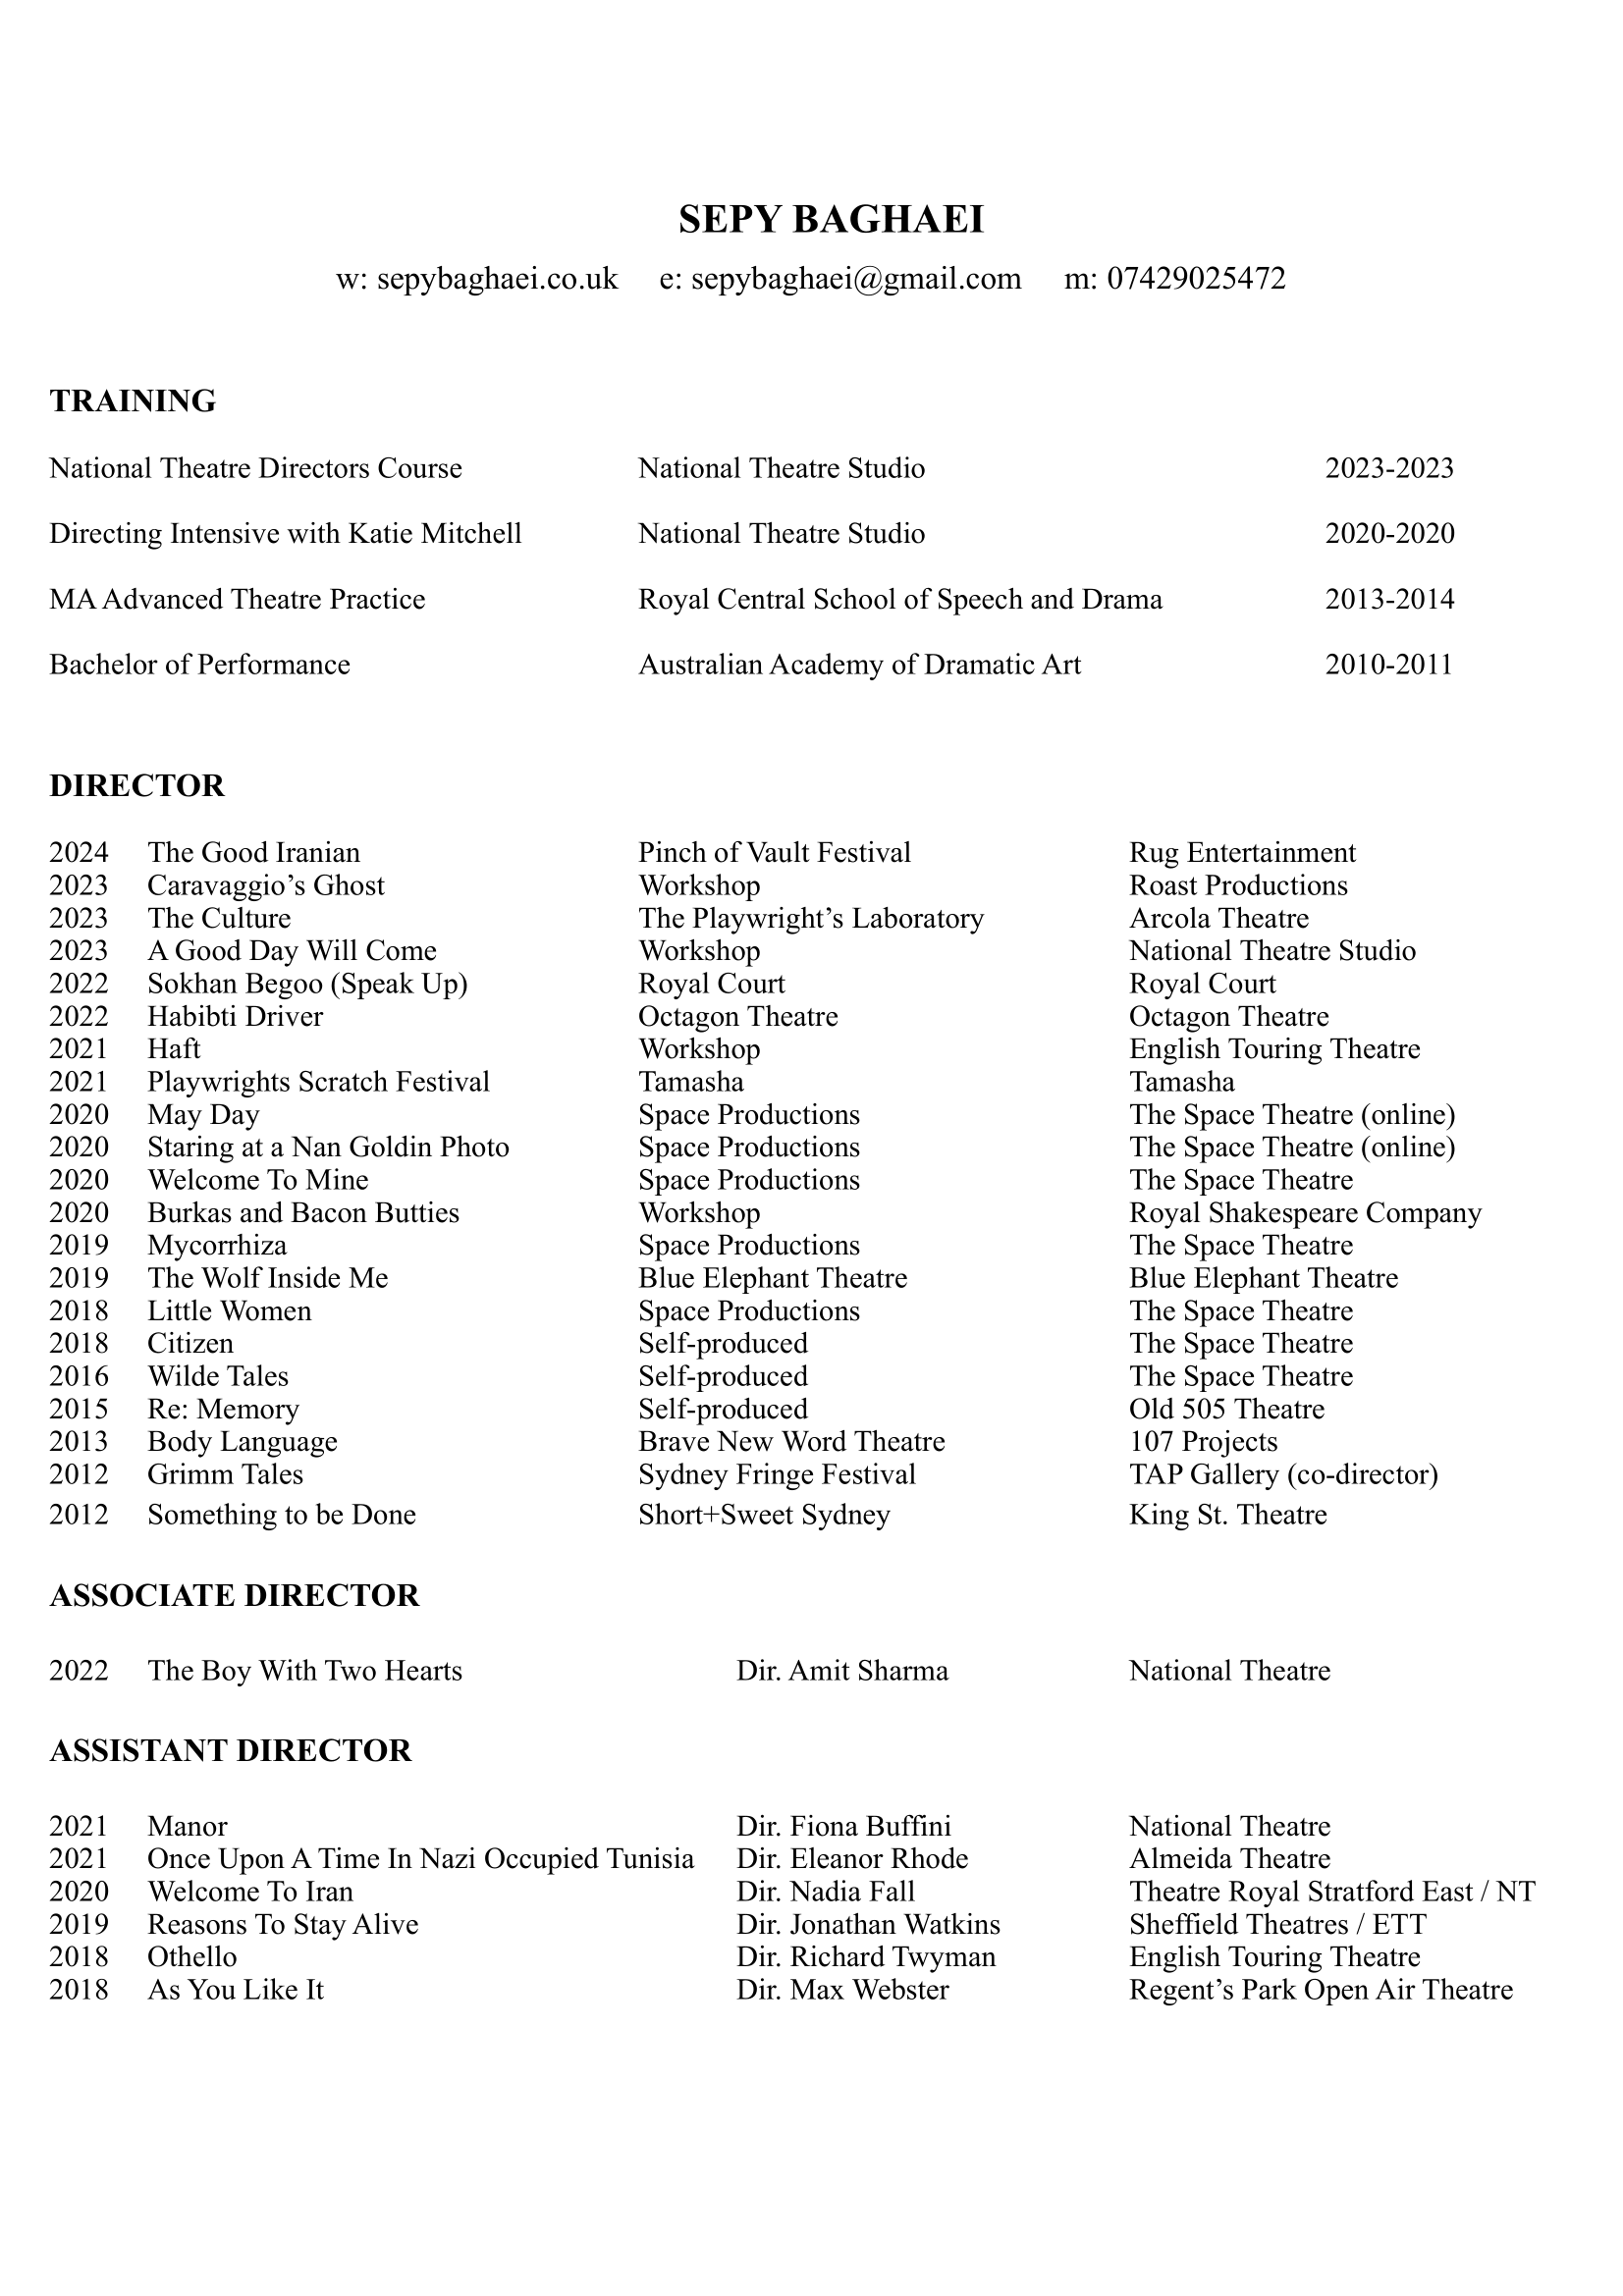 SEPY BAGHAEI
w: sepybaghaei.co.uk e: sepybaghaei@gmail.com m: 07429025472
TRAINING
National Theatre Directors Course National Theatre Studio 2023-2023
Directing Intensive with Katie Mitchell National Theatre Studio 2020-2020
MA Advanced Theatre Practice Royal Central School of Speech and Drama 2013-2014
Bachelor of Performance Australian Academy of Dramatic Art 2010-2011
DIRECTOR
2024 The Good Iranian Pinch of Vault Festival Rug Entertainment
2023 Caravaggio’s Ghost Workshop Roast Productions
2023 The Culture The Playwright’s Laboratory Arcola Theatre
2023 A Good Day Will Come Workshop National Theatre Studio
2022 Sokhan Begoo (Speak Up) Royal Court Royal Court
2022 Habibti Driver Octagon Theatre Octagon Theatre
2021 Haft Workshop English Touring Theatre
2021 Playwrights Scratch Festival Tamasha Tamasha
2020 May Day Space Productions The Space Theatre (online)
2020 Staring at a Nan Goldin Photo Space Productions The Space Theatre (online)
2020 Welcome To Mine Space Productions The Space Theatre
2020 Burkas and Bacon Butties Workshop Royal Shakespeare Company
2019 Mycorrhiza Space Productions The Space Theatre
2019 The Wolf Inside Me Blue Elephant Theatre Blue Elephant Theatre
2018 Little Women Space Productions The Space Theatre
2018 Citizen Self-produced The Space Theatre
2016 Wilde Tales Self-produced The Space Theatre
2015 Re: Memory Self-produced Old 505 Theatre
2013 Body Language Brave New Word Theatre 107 Projects
2012 Grimm Tales Sydney Fringe Festival TAP Gallery (co-director)
2012 Something to be Done Short+Sweet Sydney King St. Theatre
ASSOCIATE DIRECTOR
2022 The Boy With Two Hearts Dir. Amit Sharma National Theatre
ASSISTANT DIRECTOR
2021 Manor Dir. Fiona Buffini National Theatre
2021 Once Upon A Time In Nazi Occupied Tunisia Dir. Eleanor Rhode Almeida Theatre
2020 Welcome To Iran Dir. Nadia Fall Theatre Royal Stratford East / NT
2019 Reasons To Stay Alive Dir. Jonathan Watkins Sheffield Theatres / ETT
2018 Othello Dir. Richard Twyman English Touring Theatre
2018 As You Like It Dir. Max Webster Regent’s Park Open Air Theatre